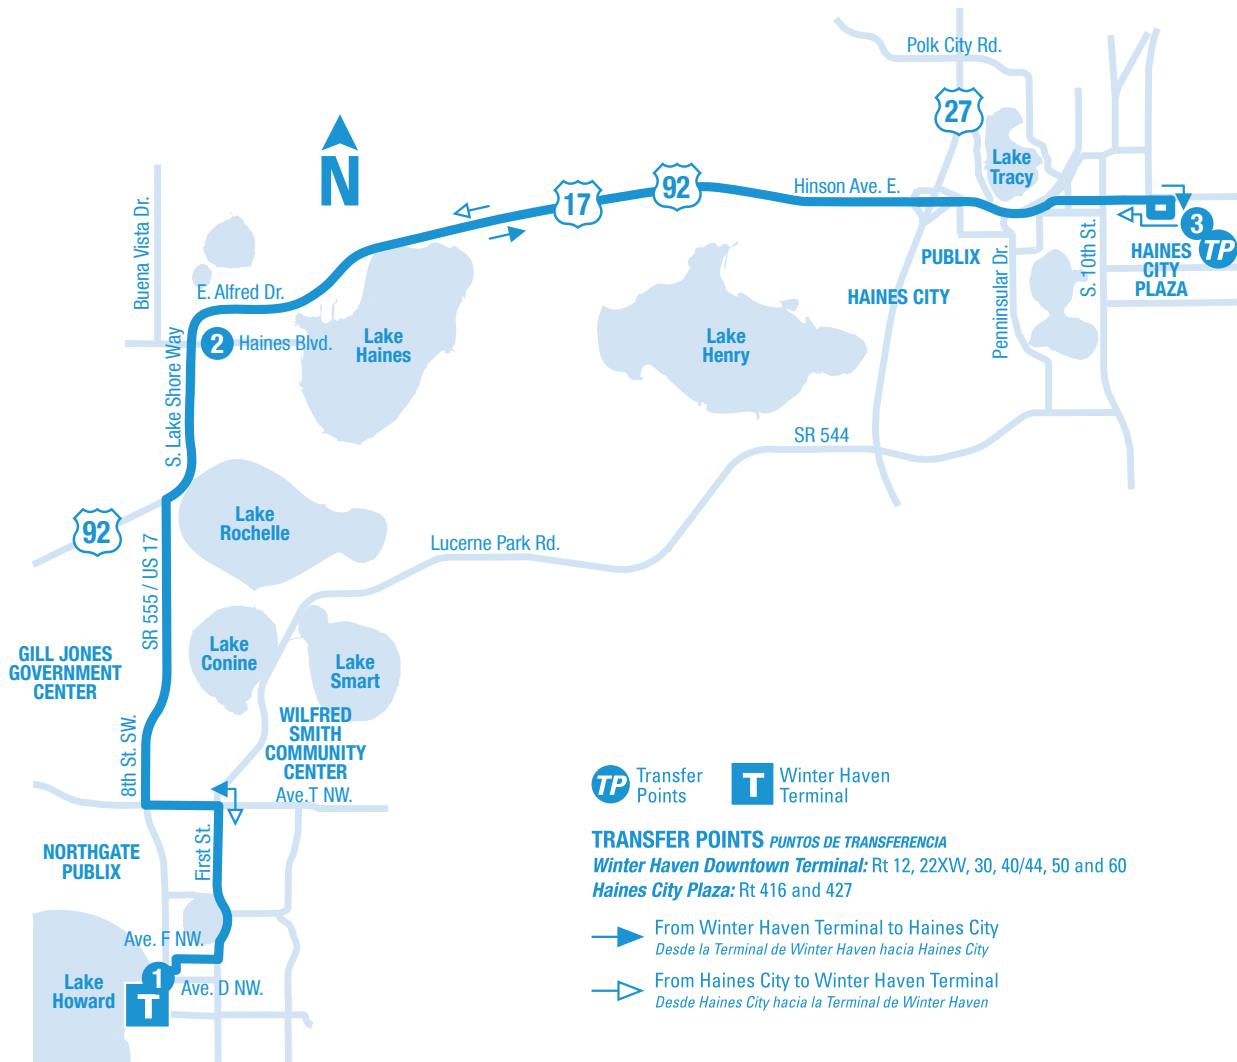 Polk City Rd.
27
Lake
Tracy
N
92
Hinson Ave. E.
17
Buena Vista Dr.
3
TP
HAINES
CITY
PLAZA
S. 10th St.
PUBLIX
Penninsular Dr.
HAINES CITY
E. Alfred Dr.
2
Haines Blvd.
Lake
Haines
Lake
Henry
S. Lake Shore Way
SR 544
92
Lake
Rochelle
Lucerne Park Rd.
SR 555 / US 17
GILL JONES
GOVERNMENT
CENTER
Lake
Conine
Lake
Smart
WILFRED
SMITH
COMMUNITY
CENTER
8th St. SW.
Ave.T NW.
First St.
NORTHGATE
PUBLIX
Ave. F NW.
Lake
Howard
1
T
Ave. D NW.
TP Transfer
Points
T Winter Haven
Terminal
TRANSFER POINTS PUNTOS DE TRANSFERENCIA
Winter Haven Downtown Terminal: Rt 12, 22XW, 30, 40/44, 50 and 60
Haines City Plaza: Rt 416 and 427
From Winter Haven Terminal to Haines City
Desde la Terminal de Winter Haven hacia Haines City
From Haines City to Winter Haven Terminal
Desde Haines City hacia la Terminal de Winter Haven